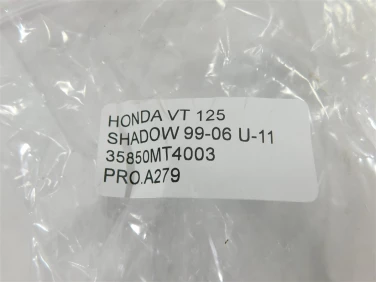 HONDA VT 125
SHADOW 99-06 U-11
35850MT4003
PRO.A279